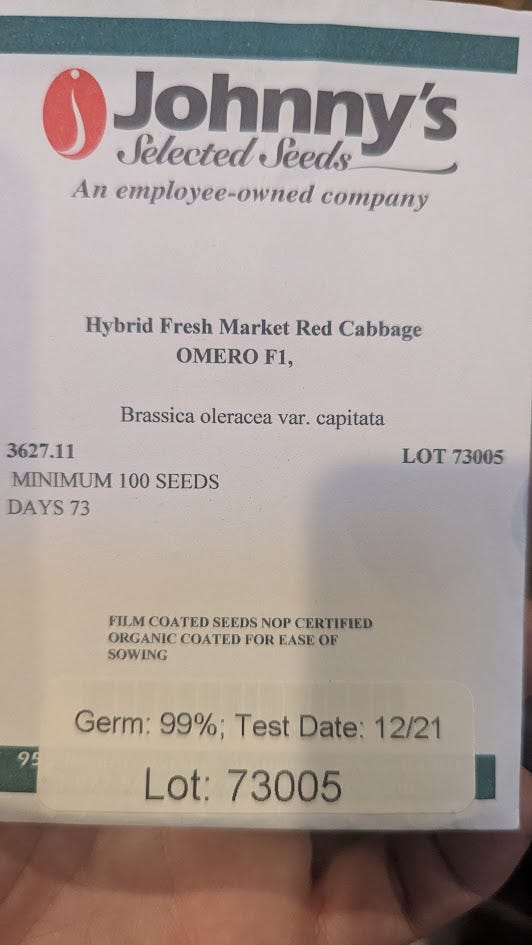 Johnny's
Selected Seeds
An employee-owned company
Hybrid Fresh Market Red Cabbage
OMERO F1,
Brassica oleracea var. capitata
3627.11 LOT 73005
MINIMUM 100 SEEDS
DAYS 73
FILM COATED SEEDS NOP CERTIFIED
ORGANIC COATED FOR EASE OF
SOWING
Germ: 99%; Test Date: 12/21
95
Lot: 73005